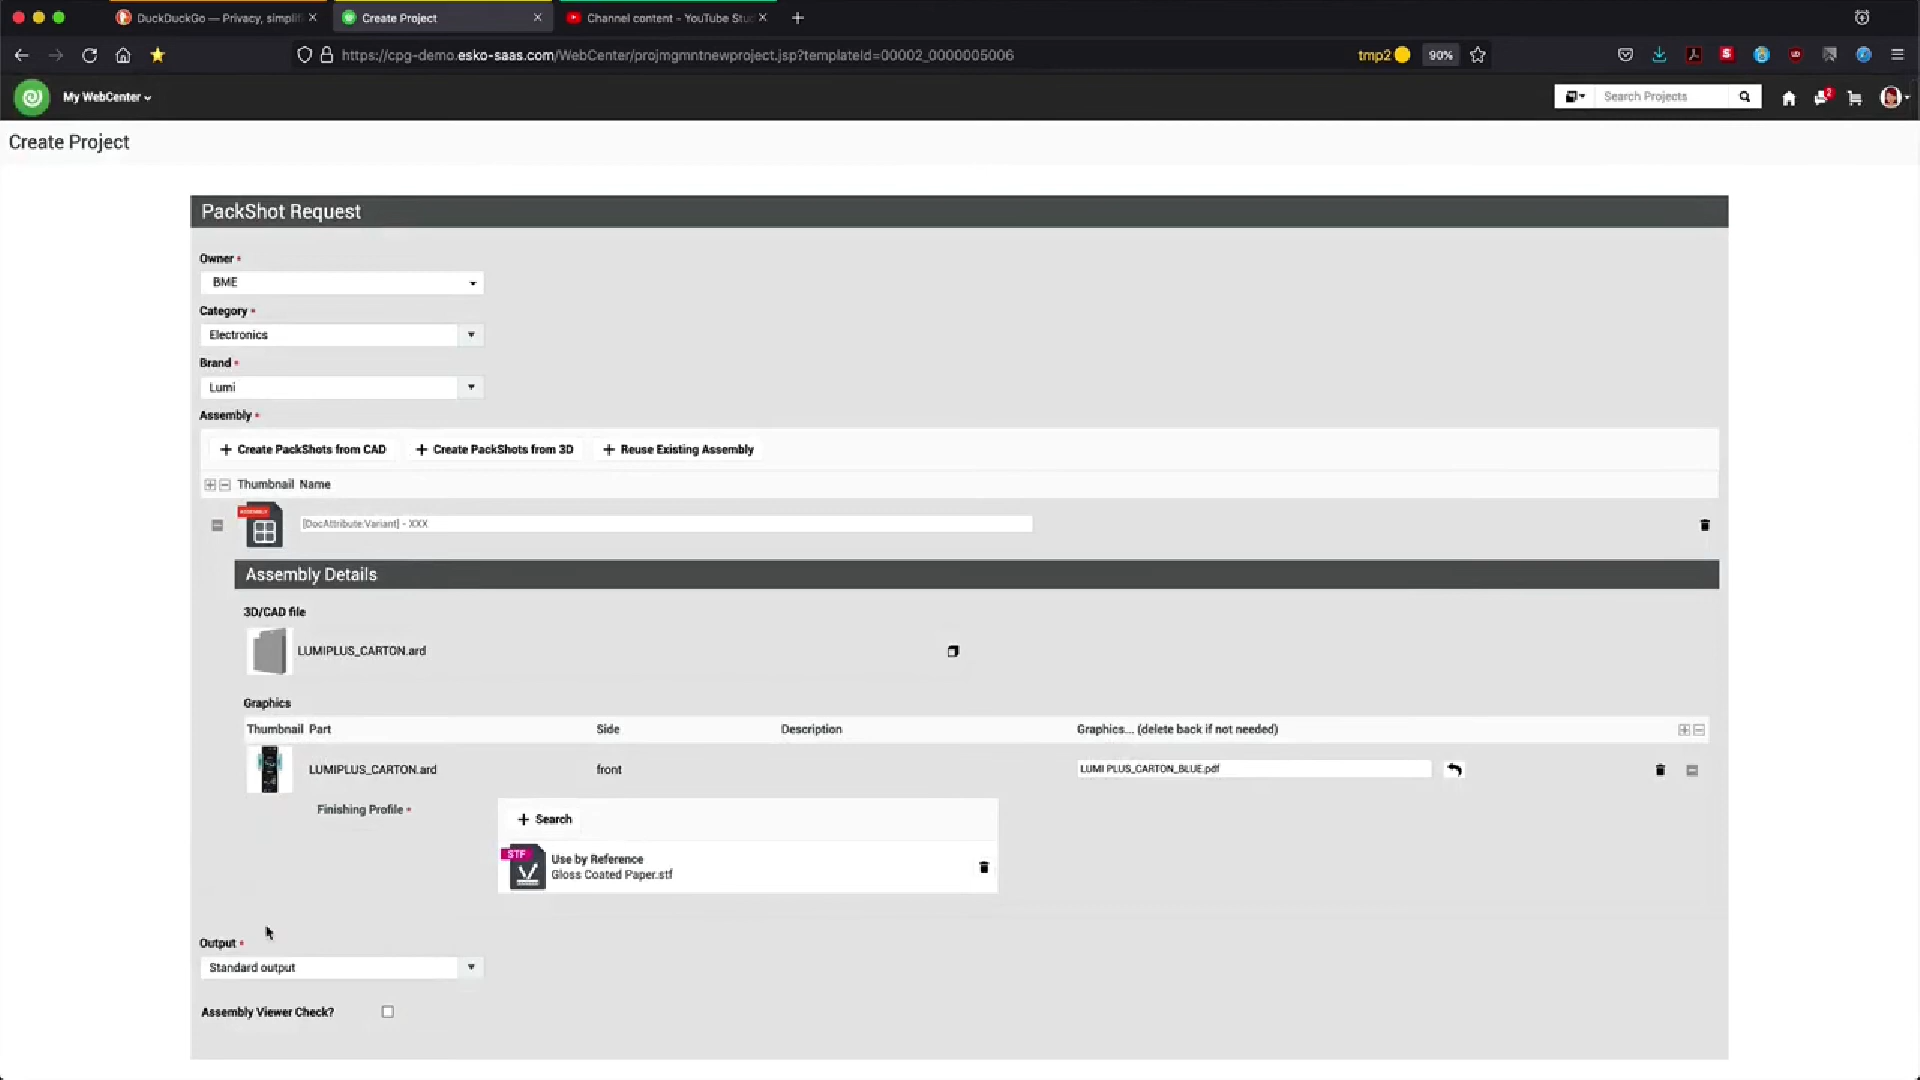 DuckDuckGo — Privacy, simplifi
Create Project
Channel content - YouTube Stu
https://cpg-demo.esko-saas.com/WebCenter/projmgmntnewproject.jsp?templateId=00002_0000005006
tmp2
90%
My WebCenter
Search Projects
2
Create Project
PackShot Request
Owner *
BME
Category *
Electronics
Brand *
Lumi
Assembly *
+ Create PackShots from CAD
+ Create PackShots from 3D
+ Reuse Existing Assembly
Thumbnail Name
ASSEMBLY
[DocAttribute:Variant] - XXX
Assembly Details
3D/CAD file
LUMIPLUS_CARTON.ard
Graphics
Thumbnail Part Side Description Graphics... (delete back if not needed)
LUMIPLUS_CARTON.ard front LUMI PLUS_CARTON_BLUE.pdf
Finishing Profile *
+ Search
STF
Use by Reference
Gloss Coated Paper.stf
Output *
Standard output
Assembly Viewer Check?